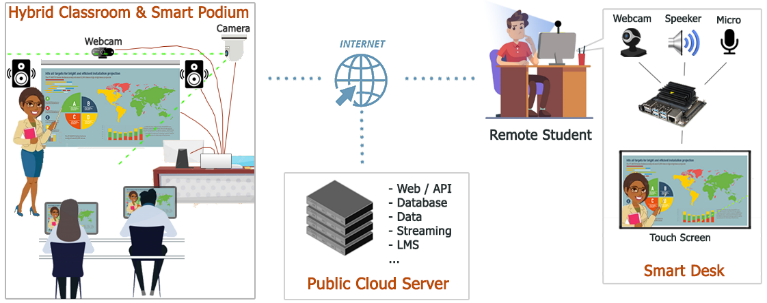 Hybrid Classroom & Smart Podium
Camera
Webcam
A
B
C
INTERNET
Remote Student
Webcam
Speeker
Micro
Touch Screen
Smart Desk
- Web / API
- Database
- Data
- Streaming
- LMS
...
Public Cloud Server